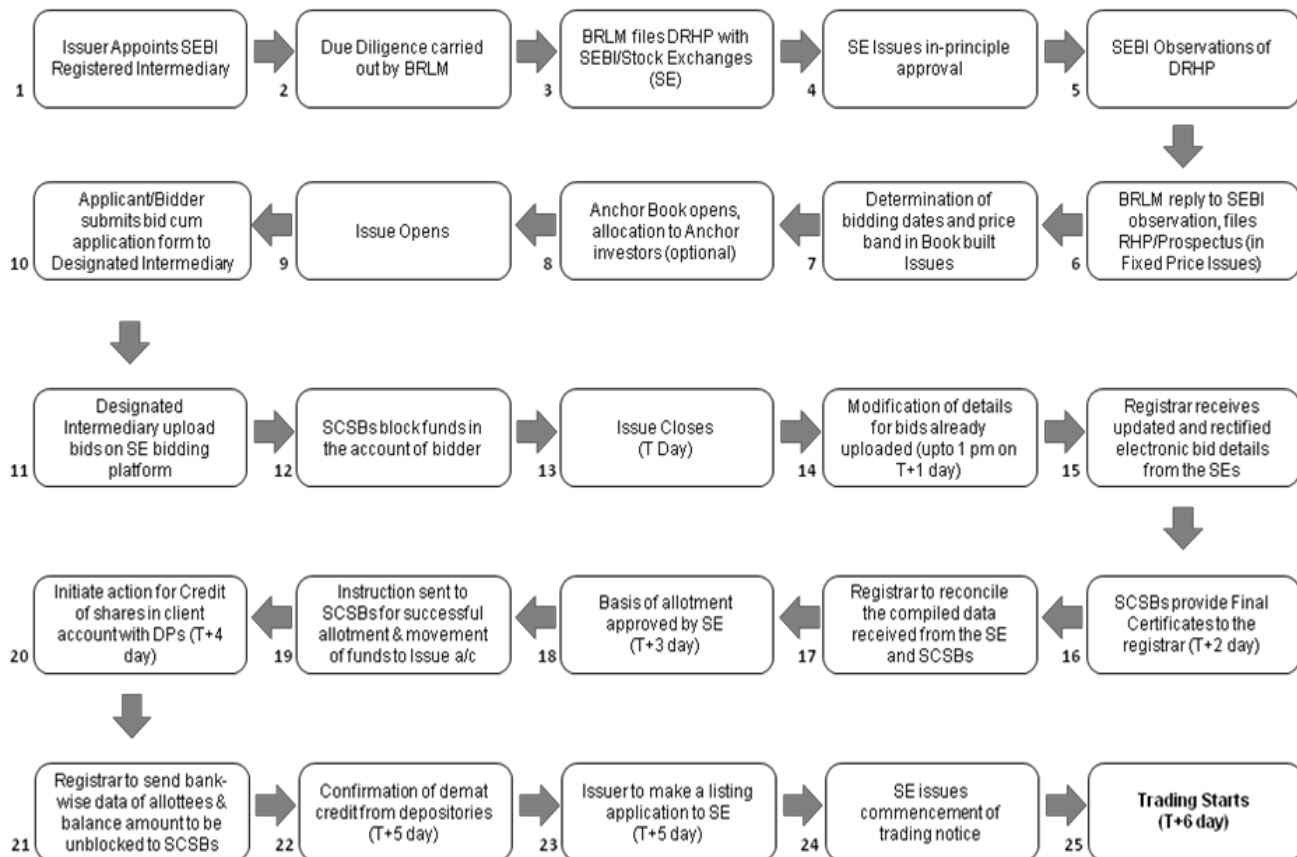 Issuer Appoints SEBI
Registered Intermediary
1
Due Diligence carried
out by BRLM
2
BRLM files DRHP with
SEBI/Stock Exchanges
(SE)
3
SE Issues in-principle
approval
4
SEBI Observations of
DRHP
5
BRLM reply to SEBI
observation, files
RHP/Prospectus (in
Fixed Price Issues)
6
Determination of
bidding dates and price
band in Book built
Issues
7
Anchor Book opens,
allocation to Anchor
investors (optional)
8
Issue Opens
9
Applicant/Bidder
submits bid cum
application form to
Designated Intermediary
10
Designated
Intermediary upload
bids on SE bidding
platform
11
SCSBs block funds in
the account of bidder
12
Issue Closes
(T Day)
13
Modification of details
for bids already
uploaded (upto 1 pm on
T+1 day)
14
Registrar receives
updated and rectified
electronic bid details
from the SEs
15
SCSBs provide Final
Certificates to the
registrar (T+2 day)
16
Registrar to reconcile
the compiled data
received from the SE
and SCSBs
17
Basis of allotment
approved by SE
(T+3 day)
18
Instruction sent to
SCSBs for successful
allotment & movement
of funds to Issue a/c
19
Initiate action for Credit
of shares in client
account with DPs (T+4
day)
20
Registrar to send bank-
wise data of allottees &
balance amount to be
unblocked to SCSBs
21
Confirmation of demat
credit from depositories
(T+5 day)
22
Issuer to make a listing
application to SE
(T+5 day)
23
SE issues
commencement of
trading notice
24
Trading Starts
(T+6 day)
25